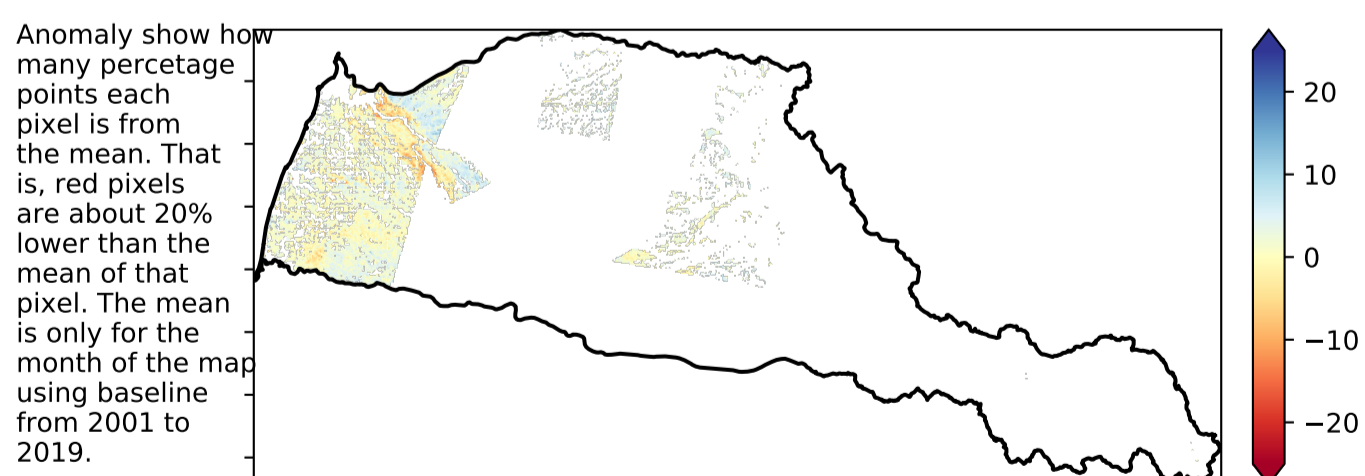 Anomaly show how
many percetage
points each
pixel is from
the mean. That
is, red pixels
are about 20%
lower than the
mean of that
pixel. The mean
is only for the
month of the map
using baseline
from 2001 to
2019.
20
10
0
−10
−20